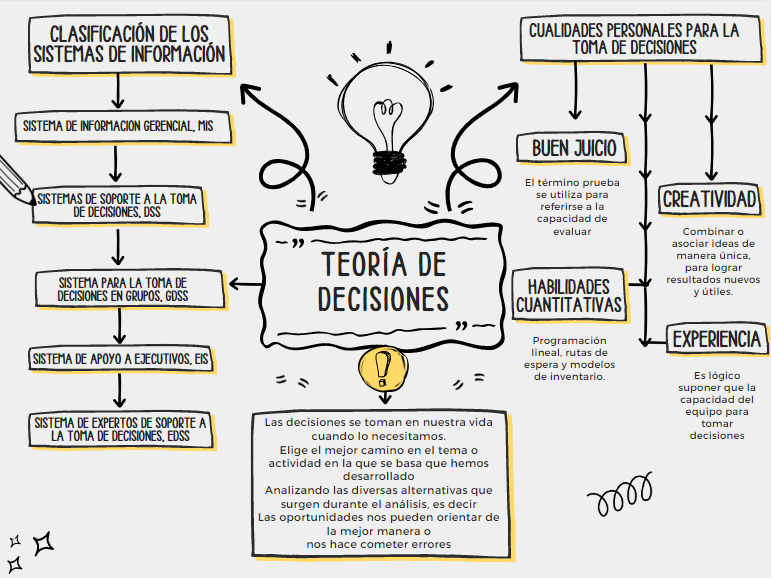 CLASIFICACIÓN DE LOS
SISTEMAS DE INFORMACIÓN
SISTEMA DE INFORMACION GERENCIAL, MIS
SISTEMAS DE SOPORTE A LA TOMA
DE DECISIONES, DSS
SISTEMA PARA LA TOMA DE
DECISIONES EN GRUPOS, GDSS
SISTEMA DE APOYO A EJECUTIVOS, EIS
SISTEMA DE EXPERTOS DE SOPORTE A
LA TOMA DE DECISIONES, EDSS
TEORÍA DE
DECISIONES
Las decisiones se toman en nuestra vida
cuando lo necesitamos.
Elige el mejor camino en el tema o
actividad en la que se basa que hemos
desarrollado
Analizando las diversas alternativas que
surgen durante el análisis, es decir
Las oportunidades nos pueden orientar de
la mejor manera o
nos hace cometer errores
CUALIDADES PERSONALES PARA LA
TOMA DE DECISIONES
BUEN JUICIO
El término prueba
se utiliza para
referirse a la
capacidad de
evaluar
CREATIVIDAD
Combinar o
asociar ideas de
manera única,
para lograr
resultados nuevos
y útiles.
HABILIDADES
CUANTITATIVAS
Programación
lineal, rutas de
espera y modelos
de inventario.
EXPERIENCIA
Es lógico
suponer que la
capacidad del
equipo para
tomar
decisiones